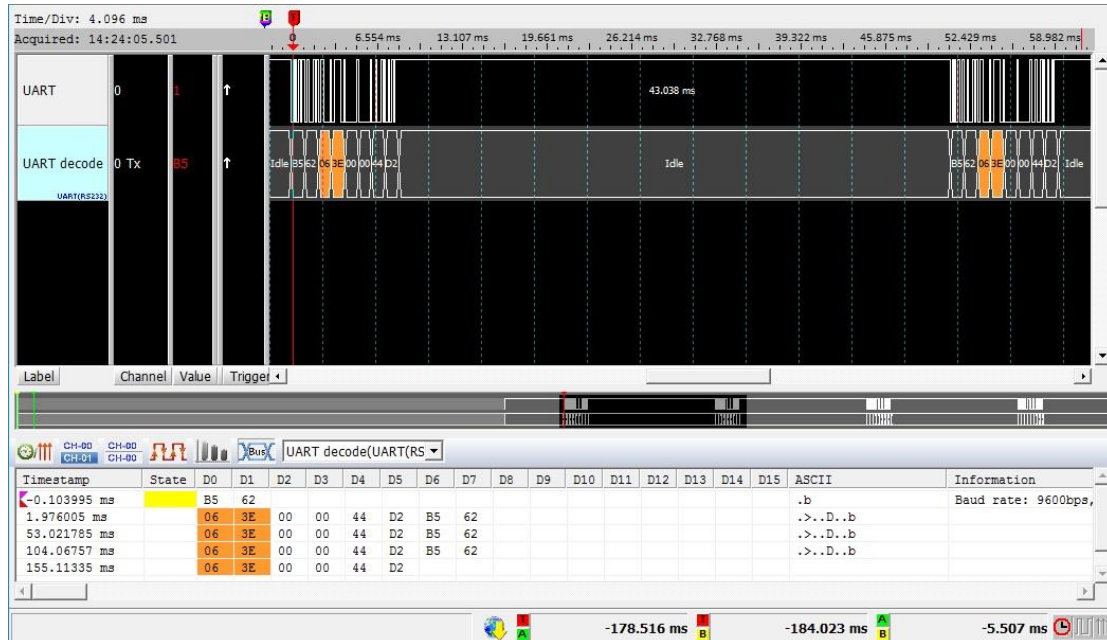 Time/Div: 4.096 ms
B T
Acquired: 14:24:05.501 0 6.554 ms 13.107 ms 19.661 ms 26.214 ms 32.768 ms 39.322 ms 45.875 ms 52.429 ms 58.982 ms
UART 0 1 43.038 ms
UART decode 0 Tx B5 Idle B5 62 06 3E 00 00 44 D2 Idle B5 62 06 3E 00 00 44 D2 Idle
UART(RS232)
Label Channel Value Trigger
CH-00 CH-01 CH-00 CH-00 Bus UART decode(UART(RS
Timestamp State D0 D1 D2 D3 D4 D5 D6 D7 D8 D9 D10 D11 D12 D13 D14 D15 ASCII Information
-0.103995 ms B5 62 .b Baud rate: 9600bps,
1.976005 ms 06 3E 00 00 44 D2 B5 62 .>..D..b
53.021785 ms 06 3E 00 00 44 D2 B5 62 .>..D..b
104.06757 ms 06 3E 00 00 44 D2 B5 62 .>..D..b
155.11335 ms 06 3E 00 00 44 D2
T A -178.516 ms T B -184.023 ms A B -5.507 ms